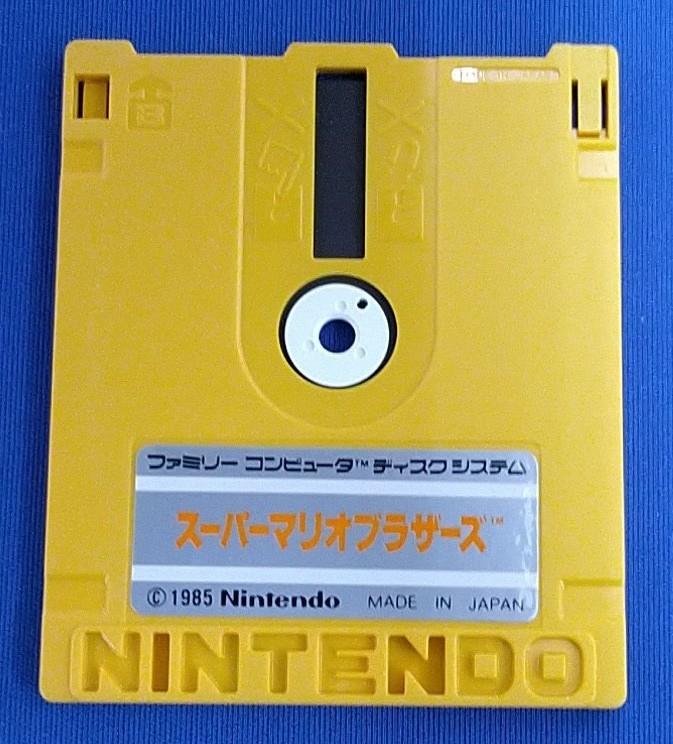 ファミリー コンピュータ™ ディスクシステム
スーパーマリオブラザーズ™
© 1985 Nintendo MADE IN JAPAN
NINTENDO